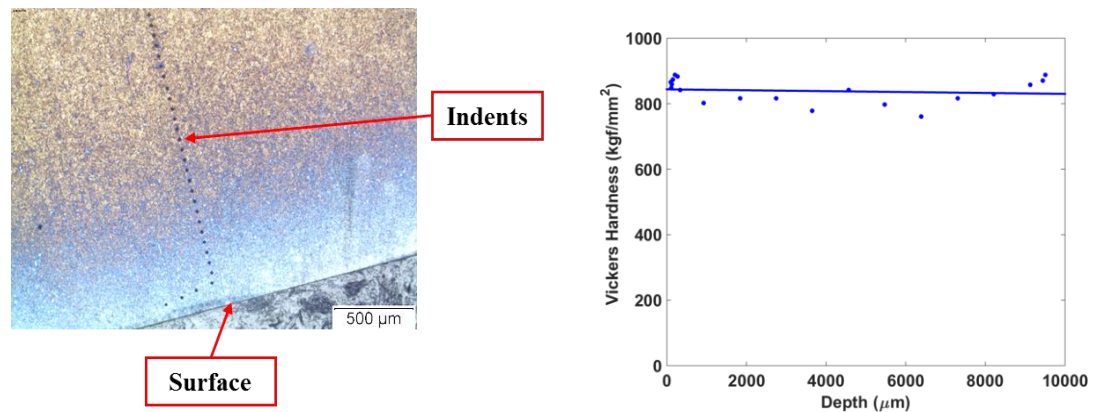 Indents
Surface
500 μm
Vickers Hardness (kgf/mm²)
1000
800
600
400
200
0
0 2000 4000 6000 8000 10000
Depth (μm)